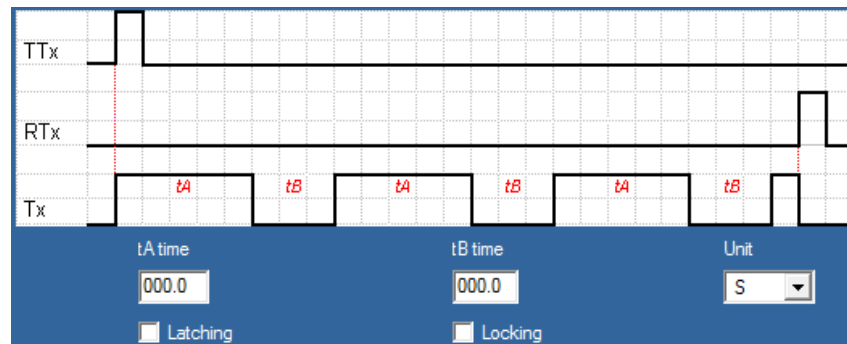 TTx
RTx
tA tB tA tB tA tB
Tx
tA time tB time Unit
000.0 000.0 S
Latching Locking